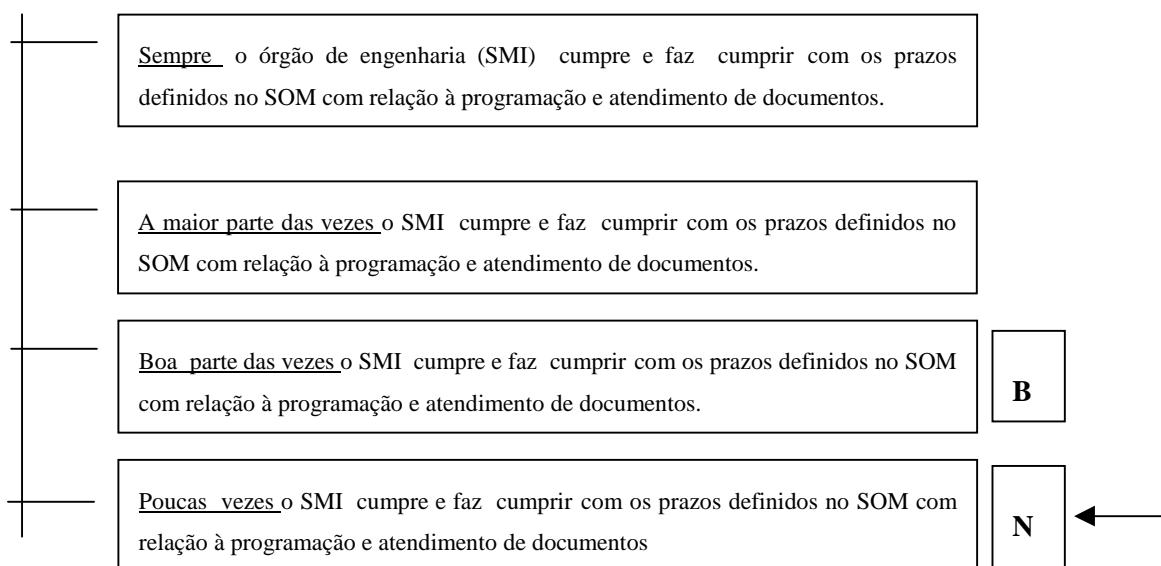 Sempre o órgão de engenharia (SMI) cumpre e faz cumprir com os prazos
definidos no SOM com relação à programação e atendimento de documentos.
A maior parte das vezes o SMI cumpre e faz cumprir com os prazos definidos no
SOM com relação à programação e atendimento de documentos.
Boa parte das vezes o SMI cumpre e faz cumprir com os prazos definidos no SOM
com relação à programação e atendimento de documentos.
B
Poucas vezes o SMI cumpre e faz cumprir com os prazos definidos no SOM com
relação à programação e atendimento de documentos
N